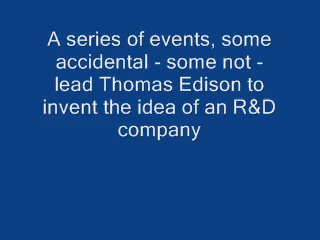 A series of events, some
accidental - some not -
lead Thomas Edison to
invent the idea of an R&D
company